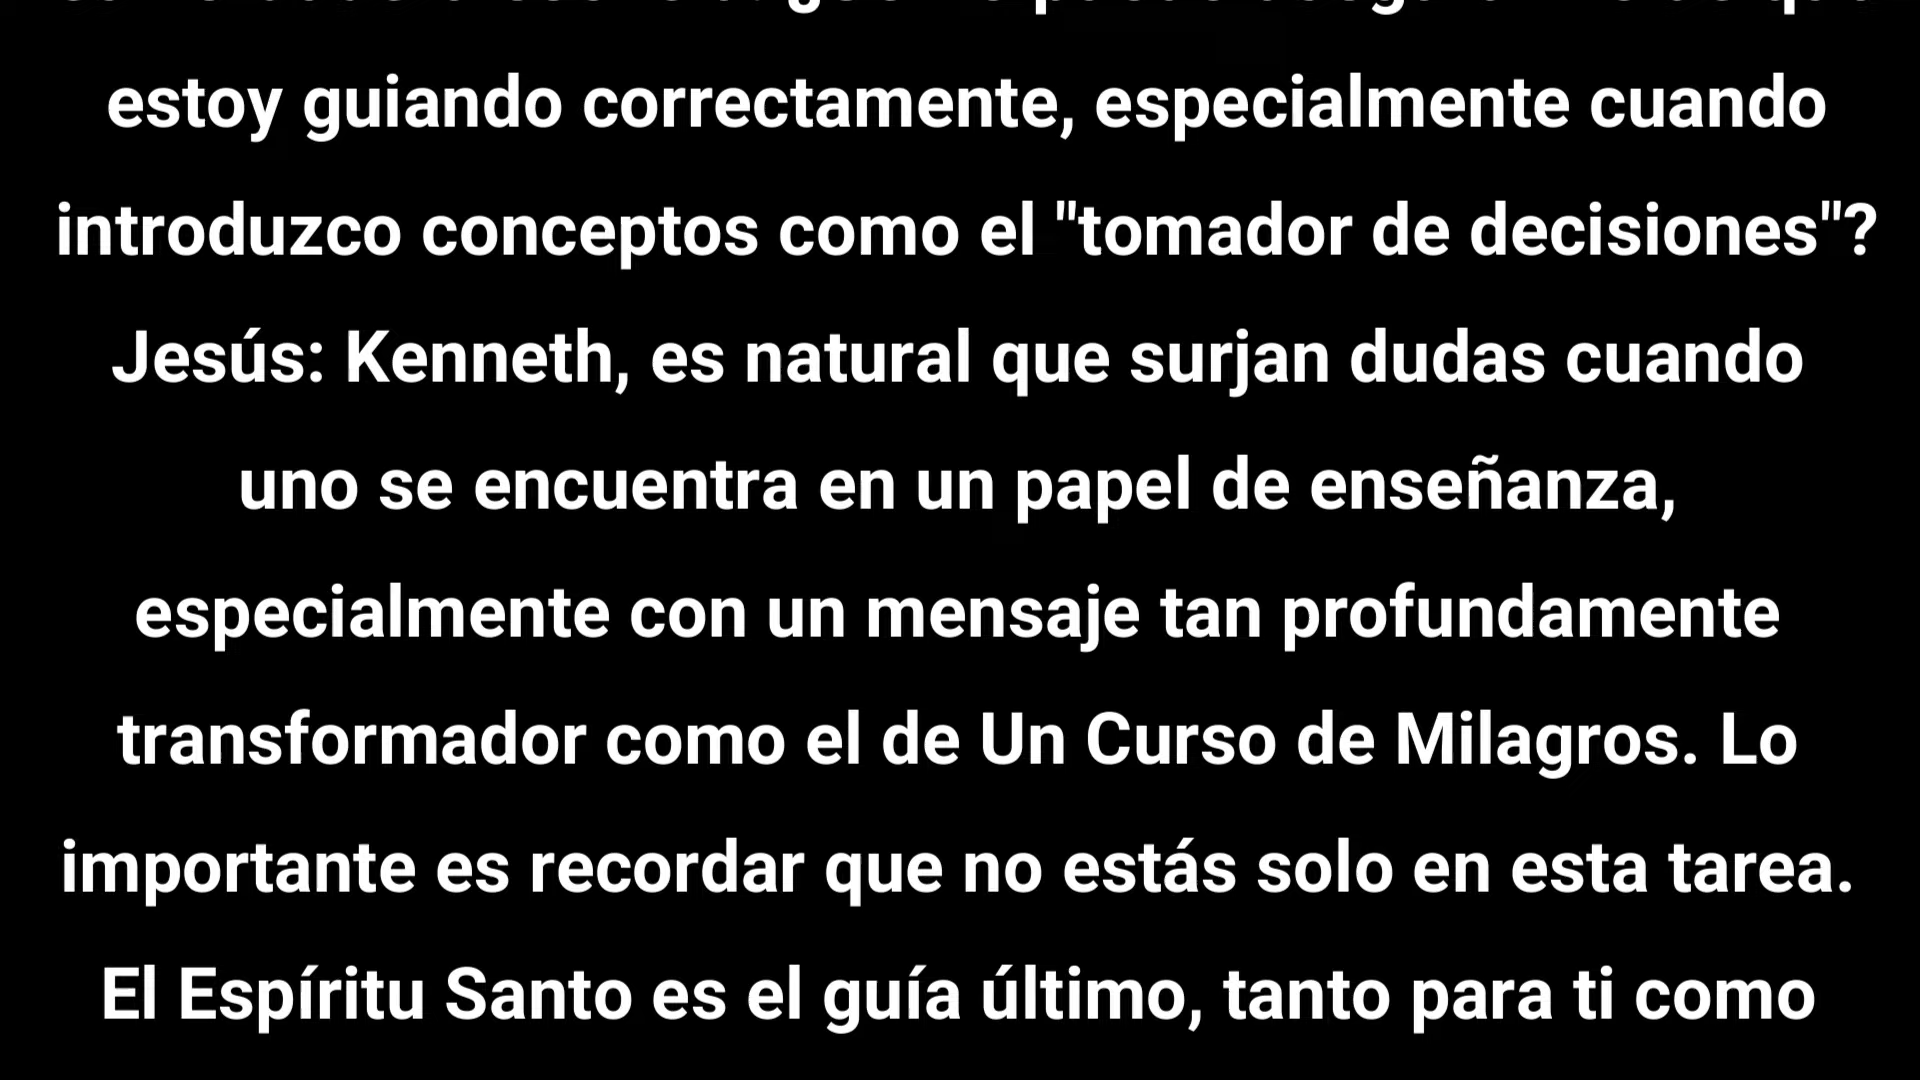 estoy guiando correctamente, especialmente cuando
introduzco conceptos como el "tomador de decisiones"?
Jesús: Kenneth, es natural que surjan dudas cuando
uno se encuentra en un papel de enseñanza,
especialmente con un mensaje tan profundamente
transformador como el de Un Curso de Milagros. Lo
importante es recordar que no estás solo en esta tarea.
El Espíritu Santo es el guía último, tanto para ti como